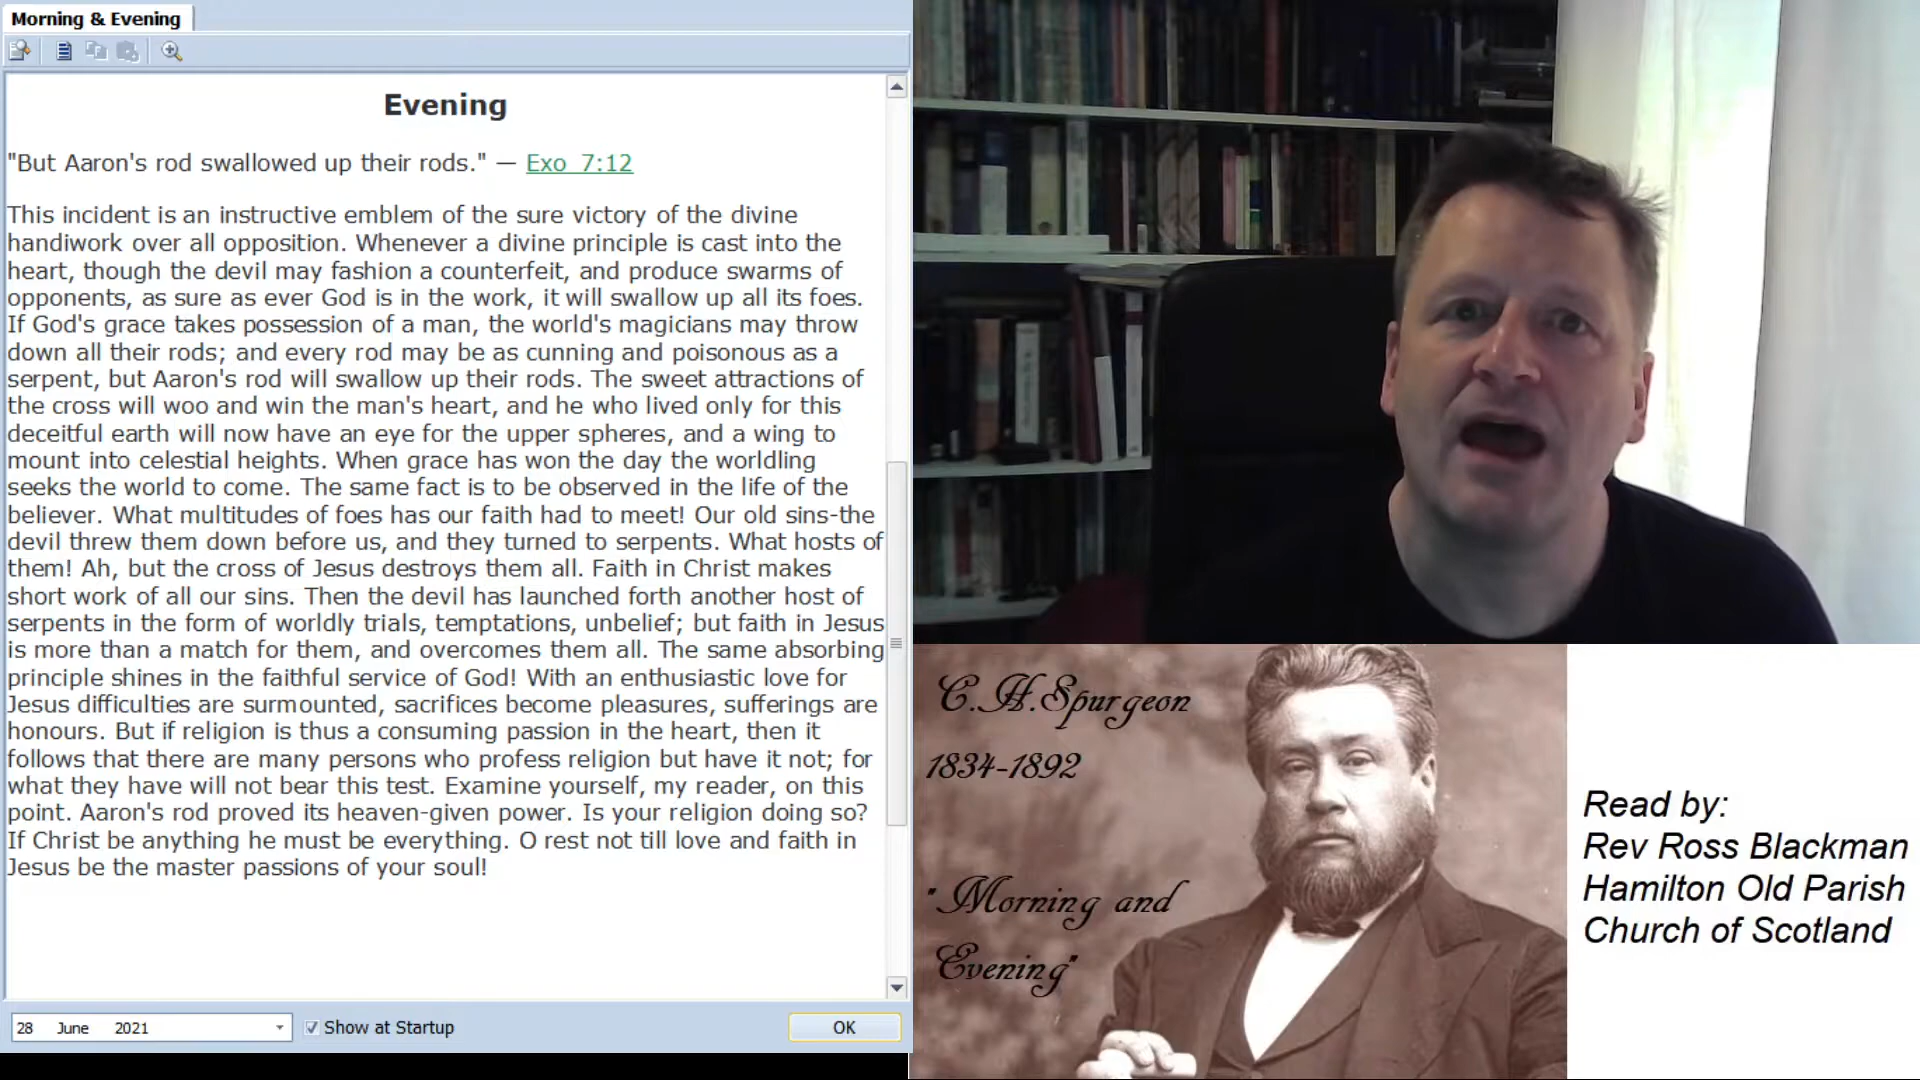 Morning & Evening
Evening
"But Aaron's rod swallowed up their rods." — Exo 7:12
This incident is an instructive emblem of the sure victory of the divine
handiwork over all opposition. Whenever a divine principle is cast into the
heart, though the devil may fashion a counterfeit, and produce swarms of
opponents, as sure as ever God is in the work, it will swallow up all its foes.
If God's grace takes possession of a man, the world's magicians may throw
down all their rods; and every rod may be as cunning and poisonous as a
serpent, but Aaron's rod will swallow up their rods. The sweet attractions of
the cross will woo and win the man's heart, and he who lived only for this
deceitful earth will now have an eye for the upper spheres, and a wing to
mount into celestial heights. When grace has won the day the worldling
seeks the world to come. The same fact is to be observed in the life of the
believer. What multitudes of foes has our faith had to meet! Our old sins-the
devil threw them down before us, and they turned to serpents. What hosts of
them! Ah, but the cross of Jesus destroys them all. Faith in Christ makes
short work of all our sins. Then the devil has launched forth another host of
serpents in the form of worldly trials, temptations, unbelief; but faith in Jesus
is more than a match for them, and overcomes them all. The same absorbing
principle shines in the faithful service of God! With an enthusiastic love for
Jesus difficulties are surmounted, sacrifices become pleasures, sufferings are
honours. But if religion is thus a consuming passion in the heart, then it
follows that there are many persons who profess religion but have it not; for
what they have will not bear this test. Examine yourself, my reader, on this
point. Aaron's rod proved its heaven-given power. Is your religion doing so?
If Christ be anything he must be everything. O rest not till love and faith in
Jesus be the master passions of your soul!
28 June 2021
Show at Startup
OK
C.H.Spurgeon
1834-1892
"Morning and
Evening"
Read by:
Rev Ross Blackman
Hamilton Old Parish
Church of Scotland